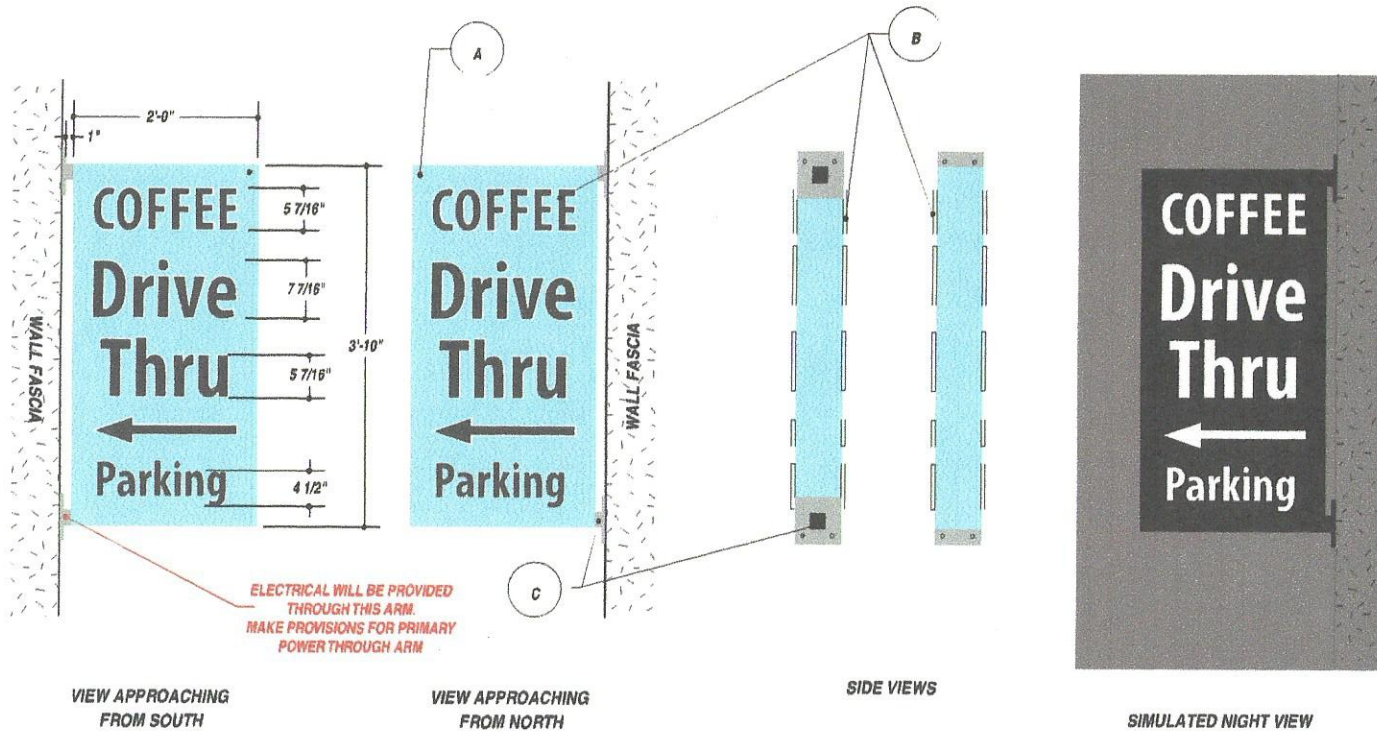 A
B
2'-0"
1"
COFFEE
5 7/16"
Drive
7 7/16"
Thru
5 7/16"
3'-10"
Parking
4 1/2"
WALL FASCIA
COFFEE
Drive
Thru
Parking
WALL FASCIA
COFFEE
Drive
Thru
Parking
C
ELECTRICAL WILL BE PROVIDED
THROUGH THIS ARM.
MAKE PROVISIONS FOR PRIMARY
POWER THROUGH ARM
VIEW APPROACHING
FROM SOUTH
VIEW APPROACHING
FROM NORTH
SIDE VIEWS
SIMULATED NIGHT VIEW